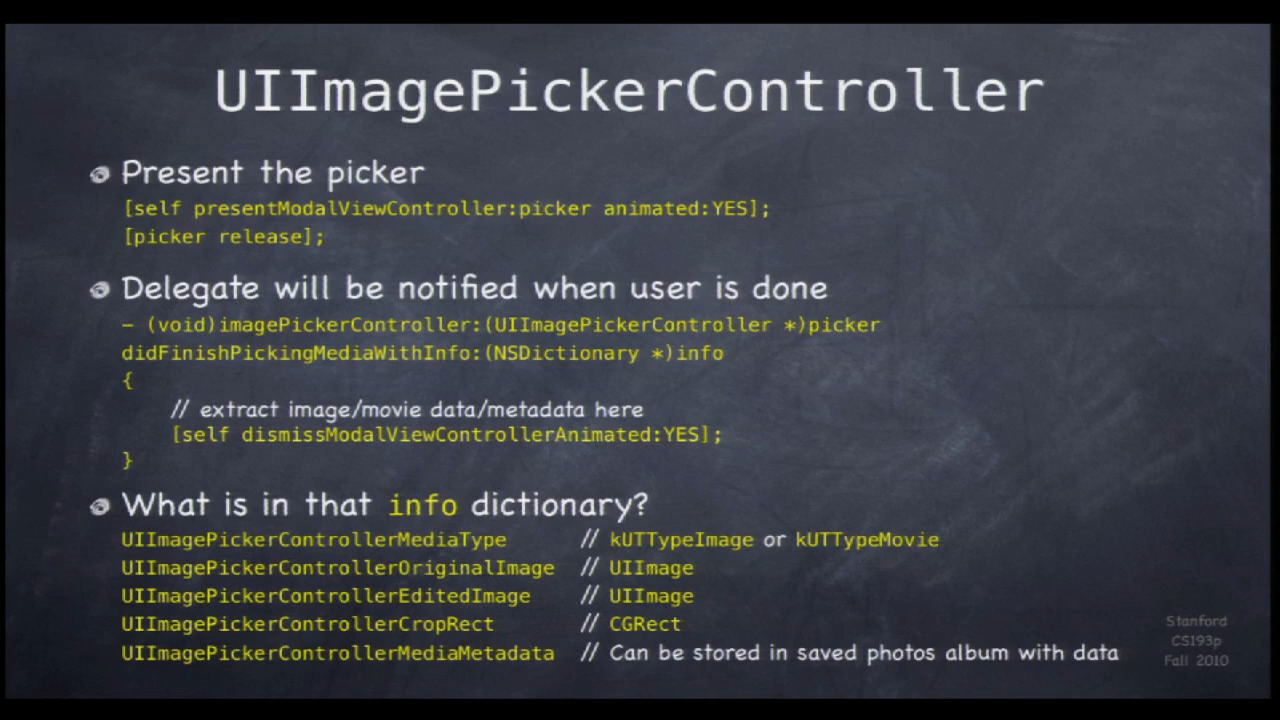 UIImagePickerController
Present the picker
[self presentModalViewController:picker animated:YES];
[picker release];
Delegate will be notified when user is done
– (void)imagePickerController:(UIImagePickerController *)picker
didFinishPickingMediaWithInfo:(NSDictionary *)info
{
// extract image/movie data/metadata here
[self dismissModalViewControllerAnimated:YES];
}
What is in that info dictionary?
UIImagePickerControllerMediaType // kUTTypeImage or kUTTypeMovie
UIImagePickerControllerOriginalImage // UIImage
UIImagePickerControllerEditedImage // UIImage
UIImagePickerControllerCropRect // CGRect
UIImagePickerControllerMediaMetadata // Can be stored in saved photos album with data
Stanford
CS193p
Fall 2010